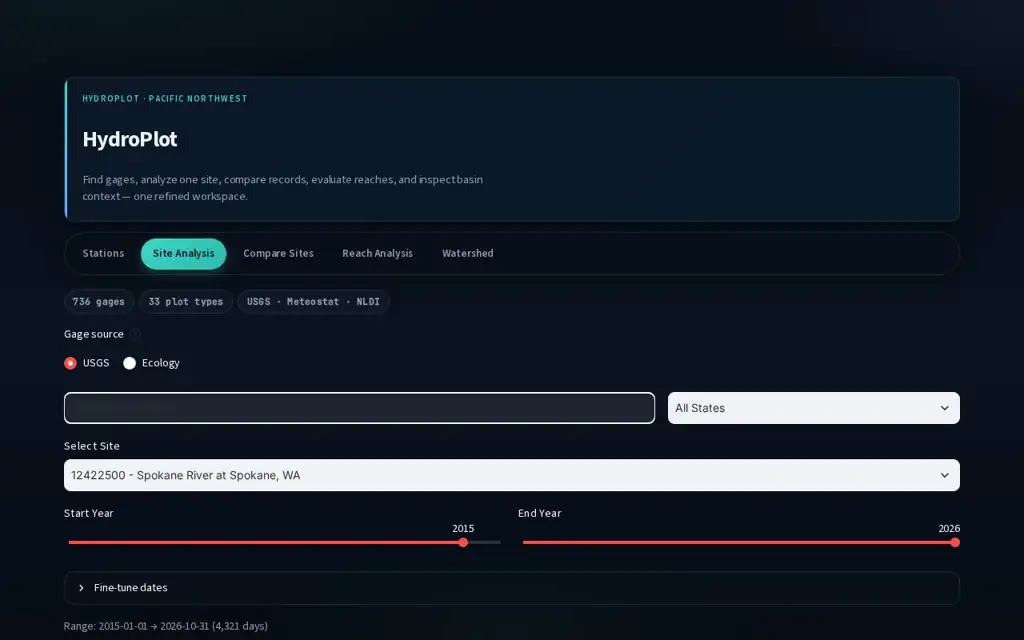 HYDROPLOT · PACIFIC NORTHWEST
HydroPlot
Find gages, analyze one site, compare records, evaluate reaches, and inspect basin
context — one refined workspace.
Stations
Site Analysis
Compare Sites
Reach Analysis
Watershed
736 gages
33 plot types
USGS · Meteostat · NLDI
Gage source
USGS
Ecology
All States
Select Site
12422500 - Spokane River at Spokane, WA
Start Year
End Year
2015
2026
Fine-tune dates
Range: 2015-01-01 → 2026-10-31 (4,321 days)